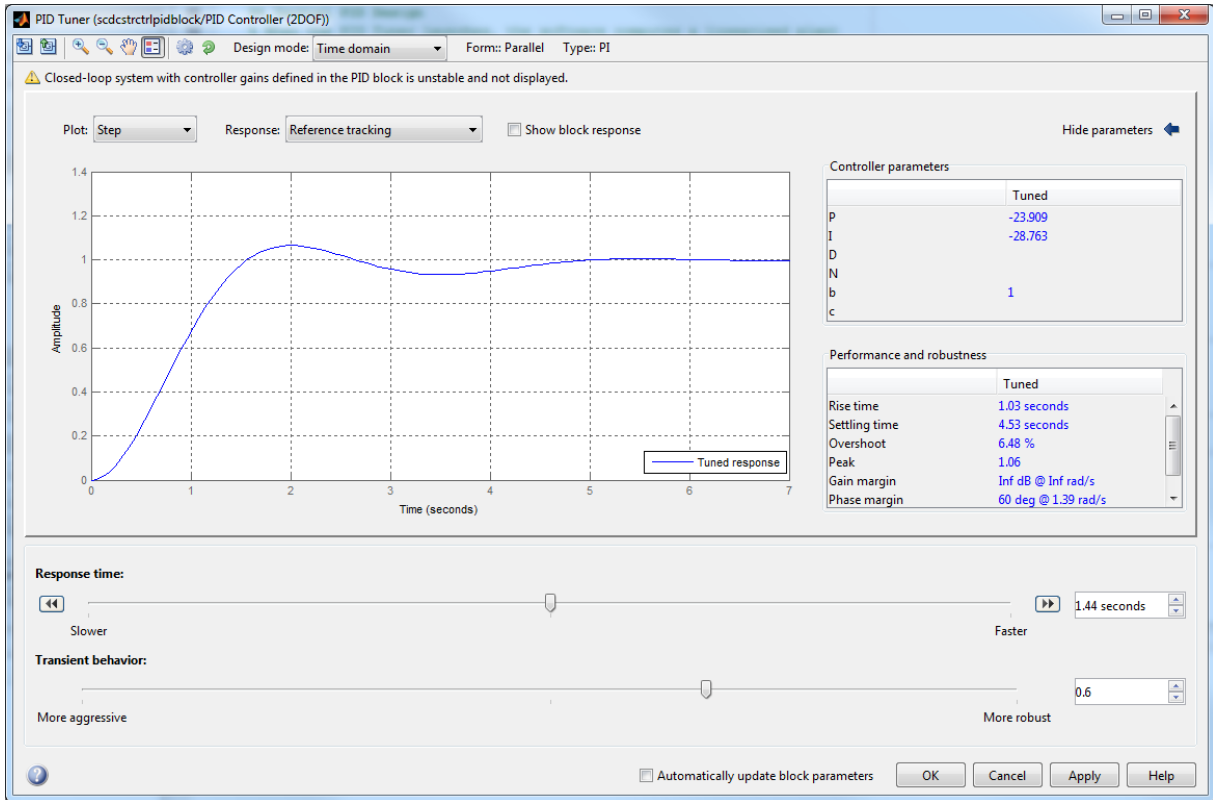 PID Tuner (scdcstrctrlpidblock/PID Controller (2DOF))
Design mode: Time domain Form:: Parallel Type:: PI
Closed-loop system with controller gains defined in the PID block is unstable and not displayed.
Plot: Step Response: Reference tracking Show block response Hide parameters
1.4
1.2
1
0.8
0.6
0.4
0.2
0
Amplitude
Tuned response
0 1 2 3 4 5 6 7
Time (seconds)
Controller parameters
Tuned
P -23.909
I -28.763
D
N
b 1
c
Performance and robustness
Tuned
Rise time 1.03 seconds
Settling time 4.53 seconds
Overshoot 6.48 %
Peak 1.06
Gain margin Inf dB @ Inf rad/s
Phase margin 60 deg @ 1.39 rad/s
Response time:
1.44 seconds
Slower Faster
Transient behavior:
0.6
More aggressive More robust
Automatically update block parameters OK Cancel Apply Help